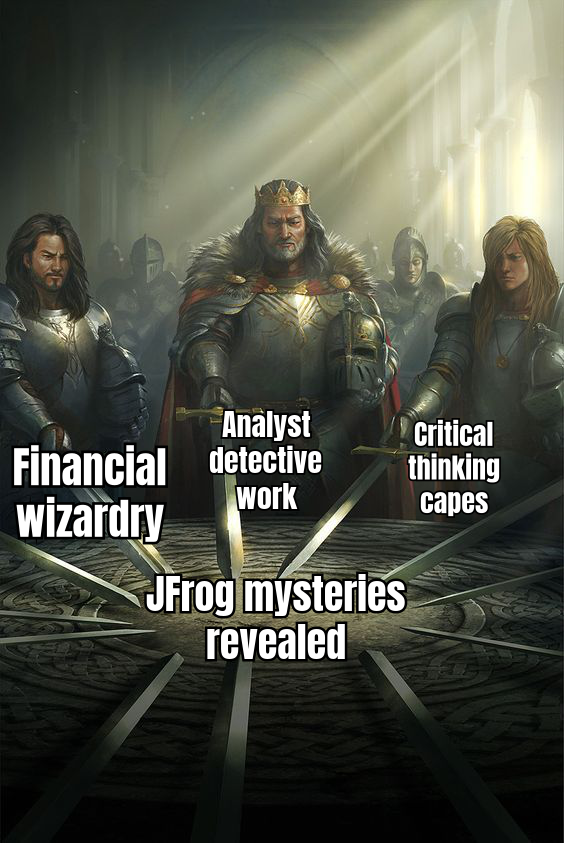 Financial
wizardry
Analyst
detective
work
Critical
thinking
capes
JFrog mysteries
revealed